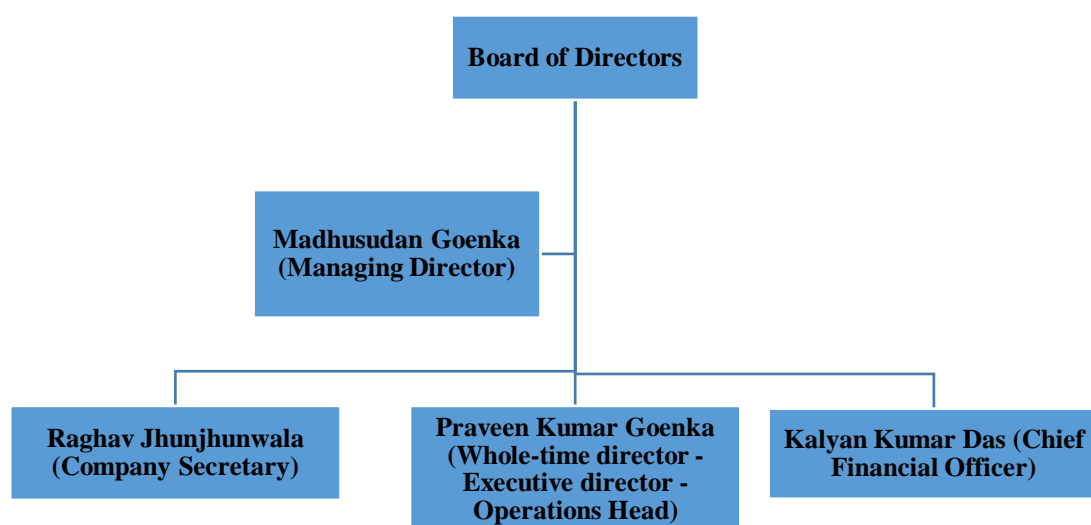 Board of Directors
Madhusudan Goenka
(Managing Director)
Raghav Jhunjhunwala
(Company Secretary)
Praveen Kumar Goenka
(Whole-time director -
Executive director -
Operations Head)
Kalyan Kumar Das (Chief
Financial Officer)